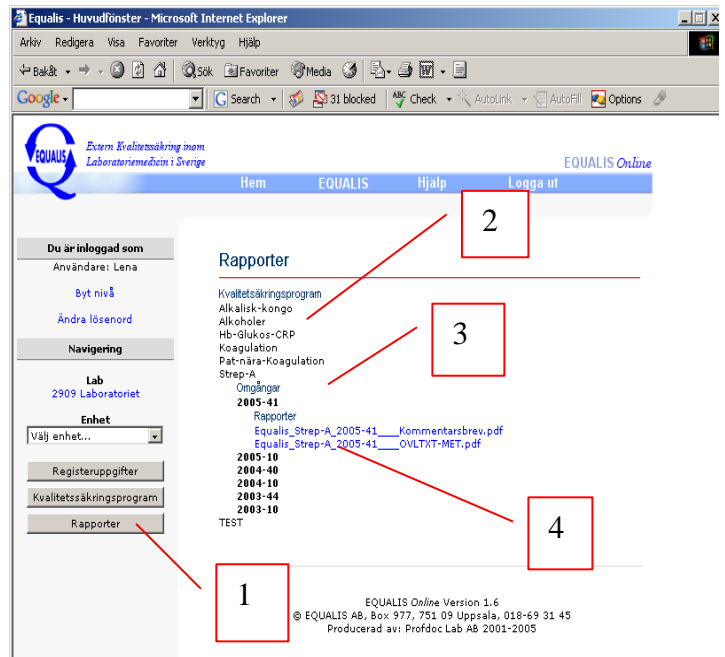 Equalis - Huvudfönster - Microsoft Internet Explorer
Arkiv Redigera Visa Favoriter Verktyg Hjälp
Bakåt Sök Favoriter Media
Google Search 31 blocked ABC Check AutoLink AutoFill Options
EQUALIS
Extern Kvalitetssäkring inom
Laboratoriemedicin i Sverige
EQUALIS Online
Hem EQUALIS Hjälp Logga ut
Du är inloggad som
Användare: Lena
Byt nivå
Ändra lösenord
Navigering
Lab
2909 Laboratoriet
Enhet
Välj enhet...
Registeruppgifter
Kvalitetssäkringsprogram
Rapporter
Rapporter
Kvalitetsäkringsprogram
Alkalisk-kongo
Alkoholer
Hb-Glukos-CRP
Koagulation
Pat-nära-Koagulation
Strep-A
Omgångar
2005-41
Rapporter
Equalis_Strep-A_2005-41____Kommentarsbrev.pdf
Equalis_Strep-A_2005-41____OVLTXT-MET.pdf
2005-10
2004-40
2004-10
2003-44
2003-10
TEST
1
2
3
4
EQUALIS Online Version 1.6
© EQUALIS AB, Box 977, 751 09 Uppsala, 018-69 31 45
Producerad av: Profdoc Lab AB 2001-2005